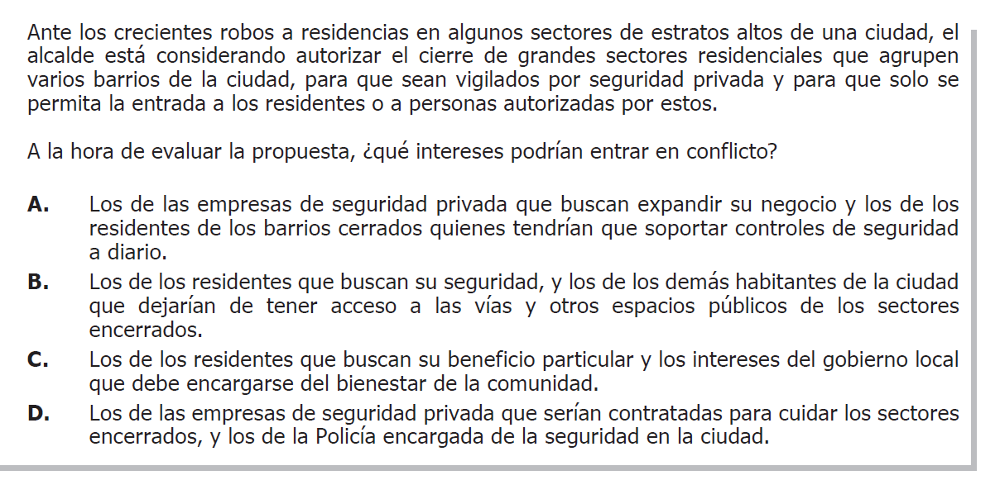 Ante los crecientes robos a residencias en algunos sectores de estratos altos de una ciudad, el
alcalde está considerando autorizar el cierre de grandes sectores residenciales que agrupen
varios barrios de la ciudad, para que sean vigilados por seguridad privada y para que solo se
permita la entrada a los residentes o a personas autorizadas por estos.
A la hora de evaluar la propuesta, ¿qué intereses podrían entrar en conflicto?
A. Los de las empresas de seguridad privada que buscan expandir su negocio y los de los
residentes de los barrios cerrados quienes tendrían que soportar controles de seguridad
a diario.
B. Los de los residentes que buscan su seguridad, y los de los demás habitantes de la ciudad
que dejarían de tener acceso a las vías y otros espacios públicos de los sectores
encerrados.
C. Los de los residentes que buscan su beneficio particular y los intereses del gobierno local
que debe encargarse del bienestar de la comunidad.
D. Los de las empresas de seguridad privada que serían contratadas para cuidar los sectores
encerrados, y los de la Policía encargada de la seguridad en la ciudad.